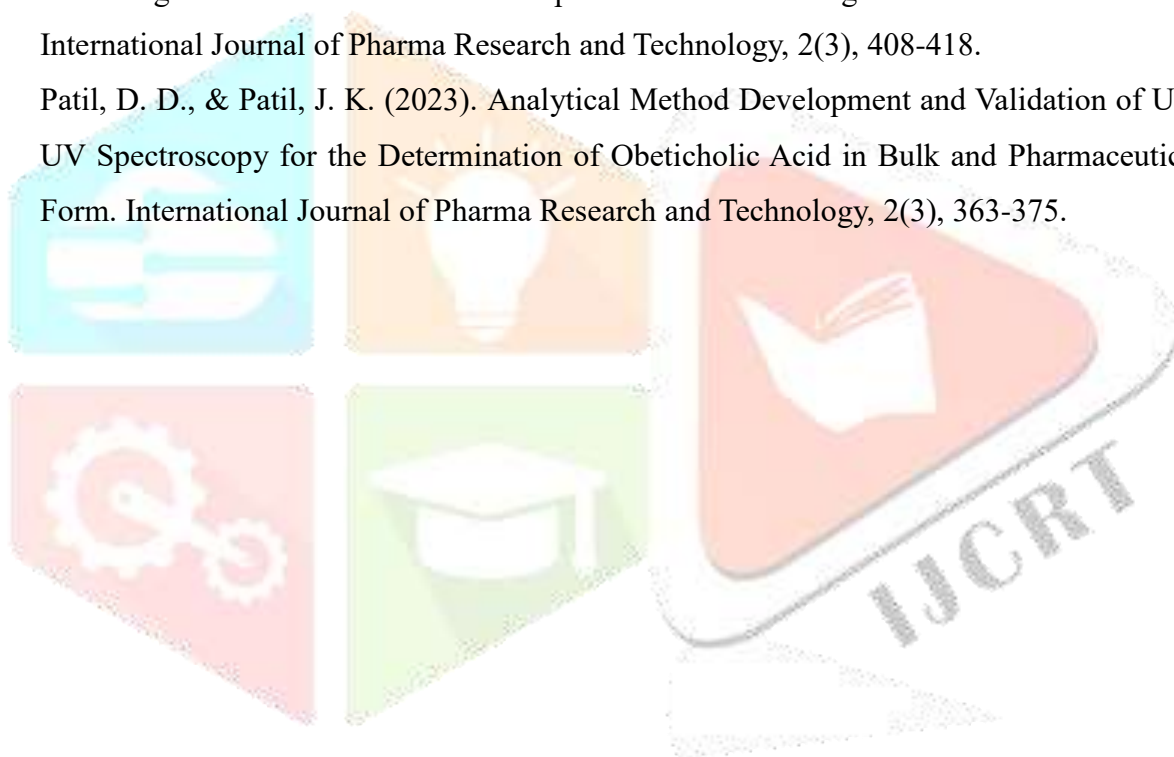 International Journal of Pharma Research and Technology, 2(3), 408-418.
Patil, D. D., & Patil, J. K. (2023). Analytical Method Development and Validation of
UV Spectroscopy for the Determination of Obeticholic Acid in Bulk and
Form. International Journal of Pharma Research and Technology, 2(3), 363-375.
IJCRT